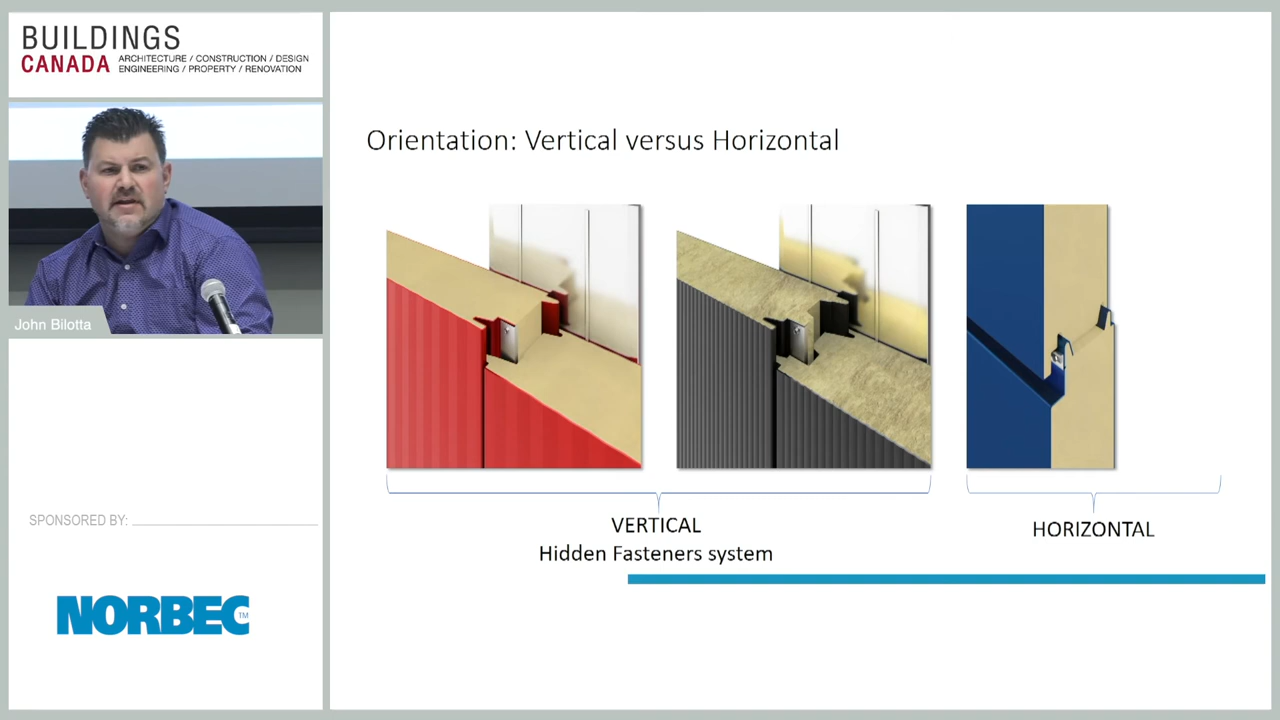 BUILDINGS
CANADA
ARCHITECTURE / CONSTRUCTION / DESIGN
ENGINEERING / PROPERTY / RENOVATION
John Bilotta
SPONSORED BY:
NORBEC™
Orientation: Vertical versus Horizontal
VERTICAL
Hidden Fasteners system
HORIZONTAL